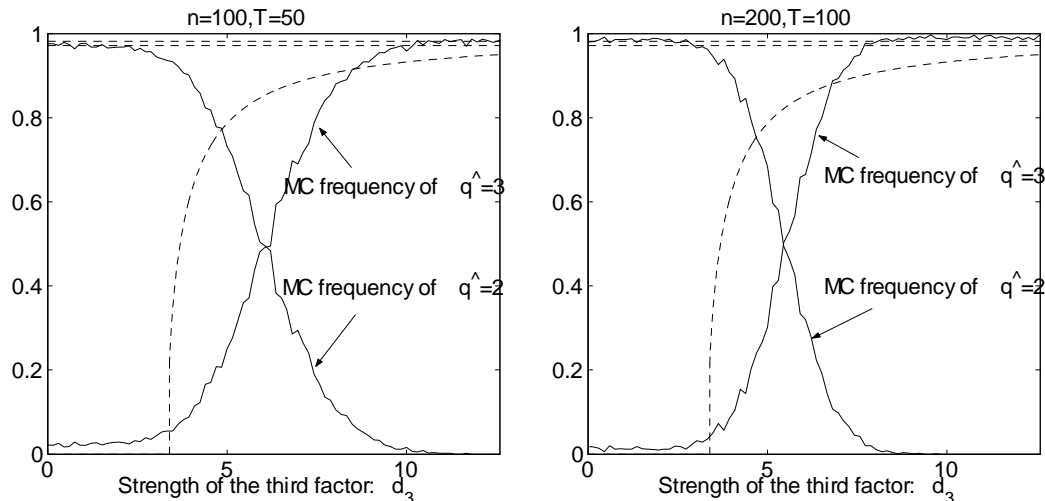 n=100,T=50
1
0.8
0.6
0.4
0.2
0
0 5 10
MC frequency of q^=3
MC frequency of q^=2
Strength of the third factor: d_3
n=200,T=100
1
0.8
0.6
0.4
0.2
0
0 5 10
MC frequency of q^=3
MC frequency of q^=2
Strength of the third factor: d_3